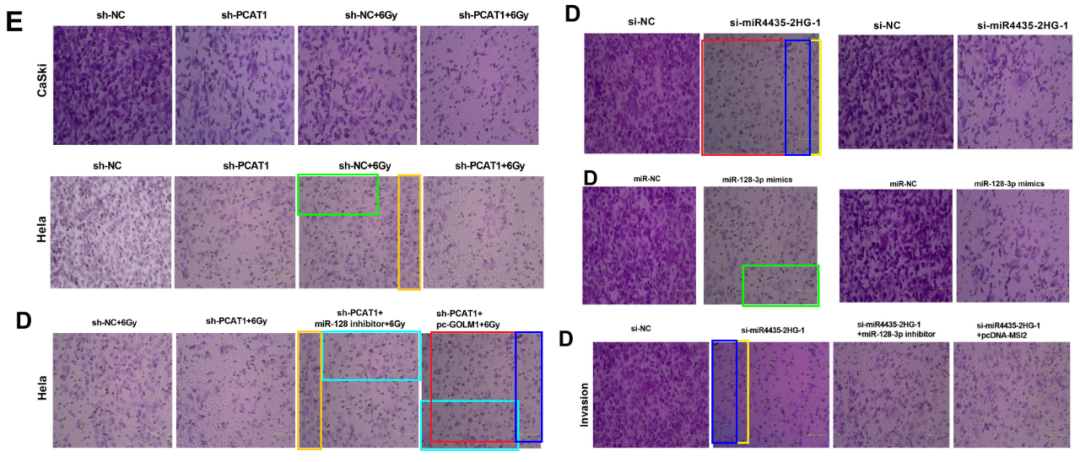 E
sh-NC sh-PCAT1 sh-NC+6Gy sh-PCAT1+6Gy
CaSki
sh-NC sh-PCAT1 sh-NC+6Gy sh-PCAT1+6Gy
Hela
D
sh-NC+6Gy sh-PCAT1+6Gy sh-PCAT1+ miR-128 inhibitor+6Gy sh-PCAT1+ pc-GOLM1+6Gy
Hela
D
si-NC si-miR4435-2HG-1 si-NC si-miR4435-2HG-1
D
miR-NC miR-128-3p mimics miR-NC miR-128-3p mimics
D
si-NC si-miR4435-2HG-1 si-miR4435-2HG-1 +miR-128-3p inhibitor si-miR4435-2HG-1 +pcDNA-MSI2
Invasion